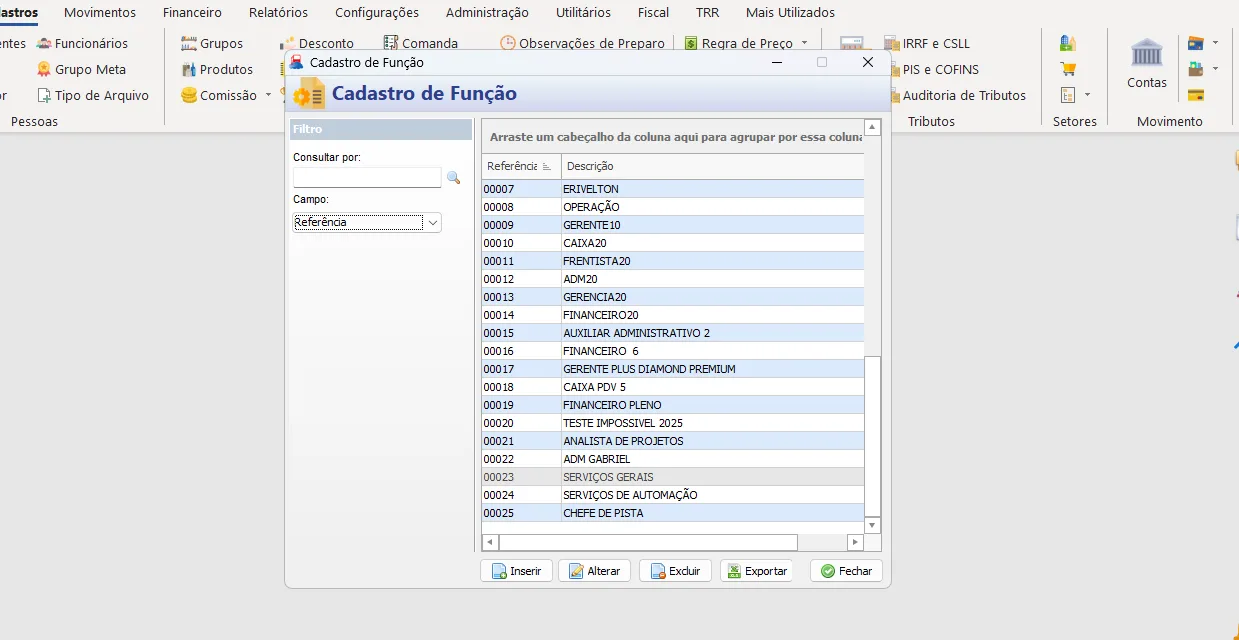 astros Movimentos Financeiro Relatórios Configurações Administração Utilitários Fiscal TRR Mais Utilizados
entes Funcionários Grupos Desconto Comanda Observações de Preparo Regra de Preço IRRF e CSLL
Grupo Meta Produtos PIS e COFINS
or Tipo de Arquivo Comissão Auditoria de Tributos Contas
Pessoas Tributos Setores Movimento
Cadastro de Função
Cadastro de Função
Filtro
Consultar por:
Campo:
Referência
Arraste um cabeçalho da coluna aqui para agrupar por essa coluna
Referência Descrição
00007 ERIVELTON
00008 OPERAÇÃO
00009 GERENTE10
00010 CAIXA20
00011 FRENTISTA20
00012 ADM20
00013 GERENCIA20
00014 FINANCEIRO20
00015 AUXILIAR ADMINISTRATIVO 2
00016 FINANCEIRO  6
00017 GERENTE PLUS DIAMOND PREMIUM
00018 CAIXA PDV 5
00019 FINANCEIRO PLENO
00020 TESTE IMPOSSIVEL 2025
00021 ANALISTA DE PROJETOS
00022 ADM GABRIEL
00023 SERVIÇOS GERAIS
00024 SERVIÇOS DE AUTOMAÇÃO
00025 CHEFE DE PISTA
Inserir Alterar Excluir Exportar Fechar